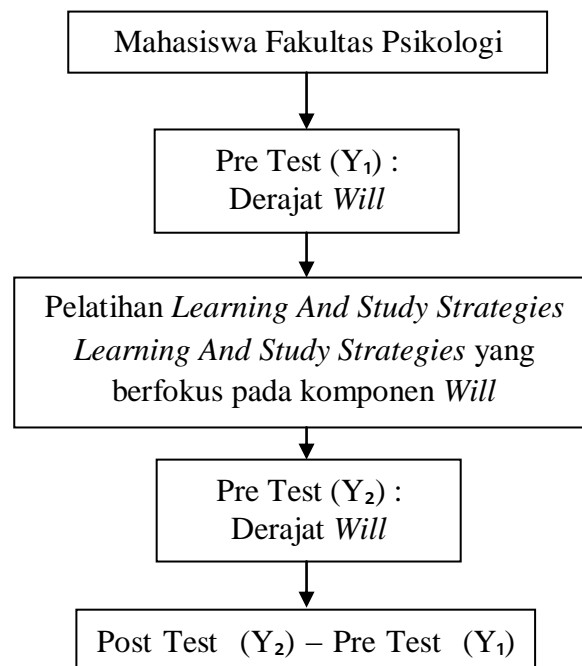 Mahasiswa Fakultas Psikologi
Pre Test (Y₁) :
Derajat Will
Pelatihan Learning And Study Strategies
Learning And Study Strategies yang
berfokus pada komponen Will
Pre Test (Y₂) :
Derajat Will
Post Test (Y₂) – Pre Test (Y₁)